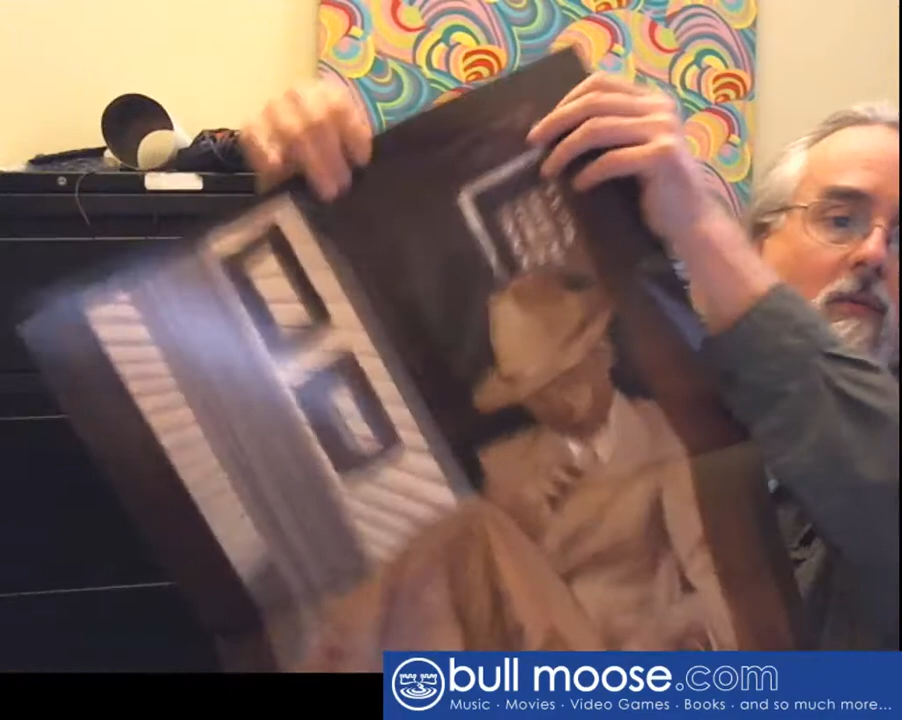 bull moose.com
Music · Movies · Video Games · Books · and so much more...